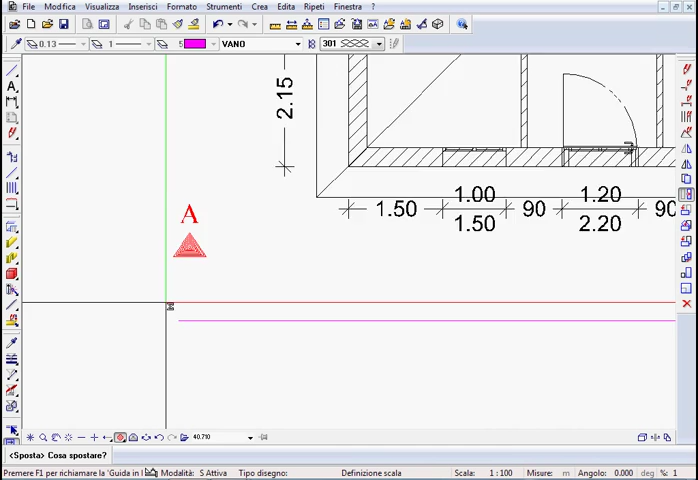 File Modifica Visualizza Inserisci Formato Strumenti Crea Edita Ripeti Finestra ?
0.13 1 5 VANO 301
2.15
A
1.50 1.00 90 1.20 90
1.50 2.20
40.710
<Sposta> Cosa spostare?
Premere F1 per richiamare la 'Guida in l Modalità: S Attiva Tipo disegno: Definizione scala Scala: 1 : 100 Misure: m Angolo: 0.000 deg %: 1